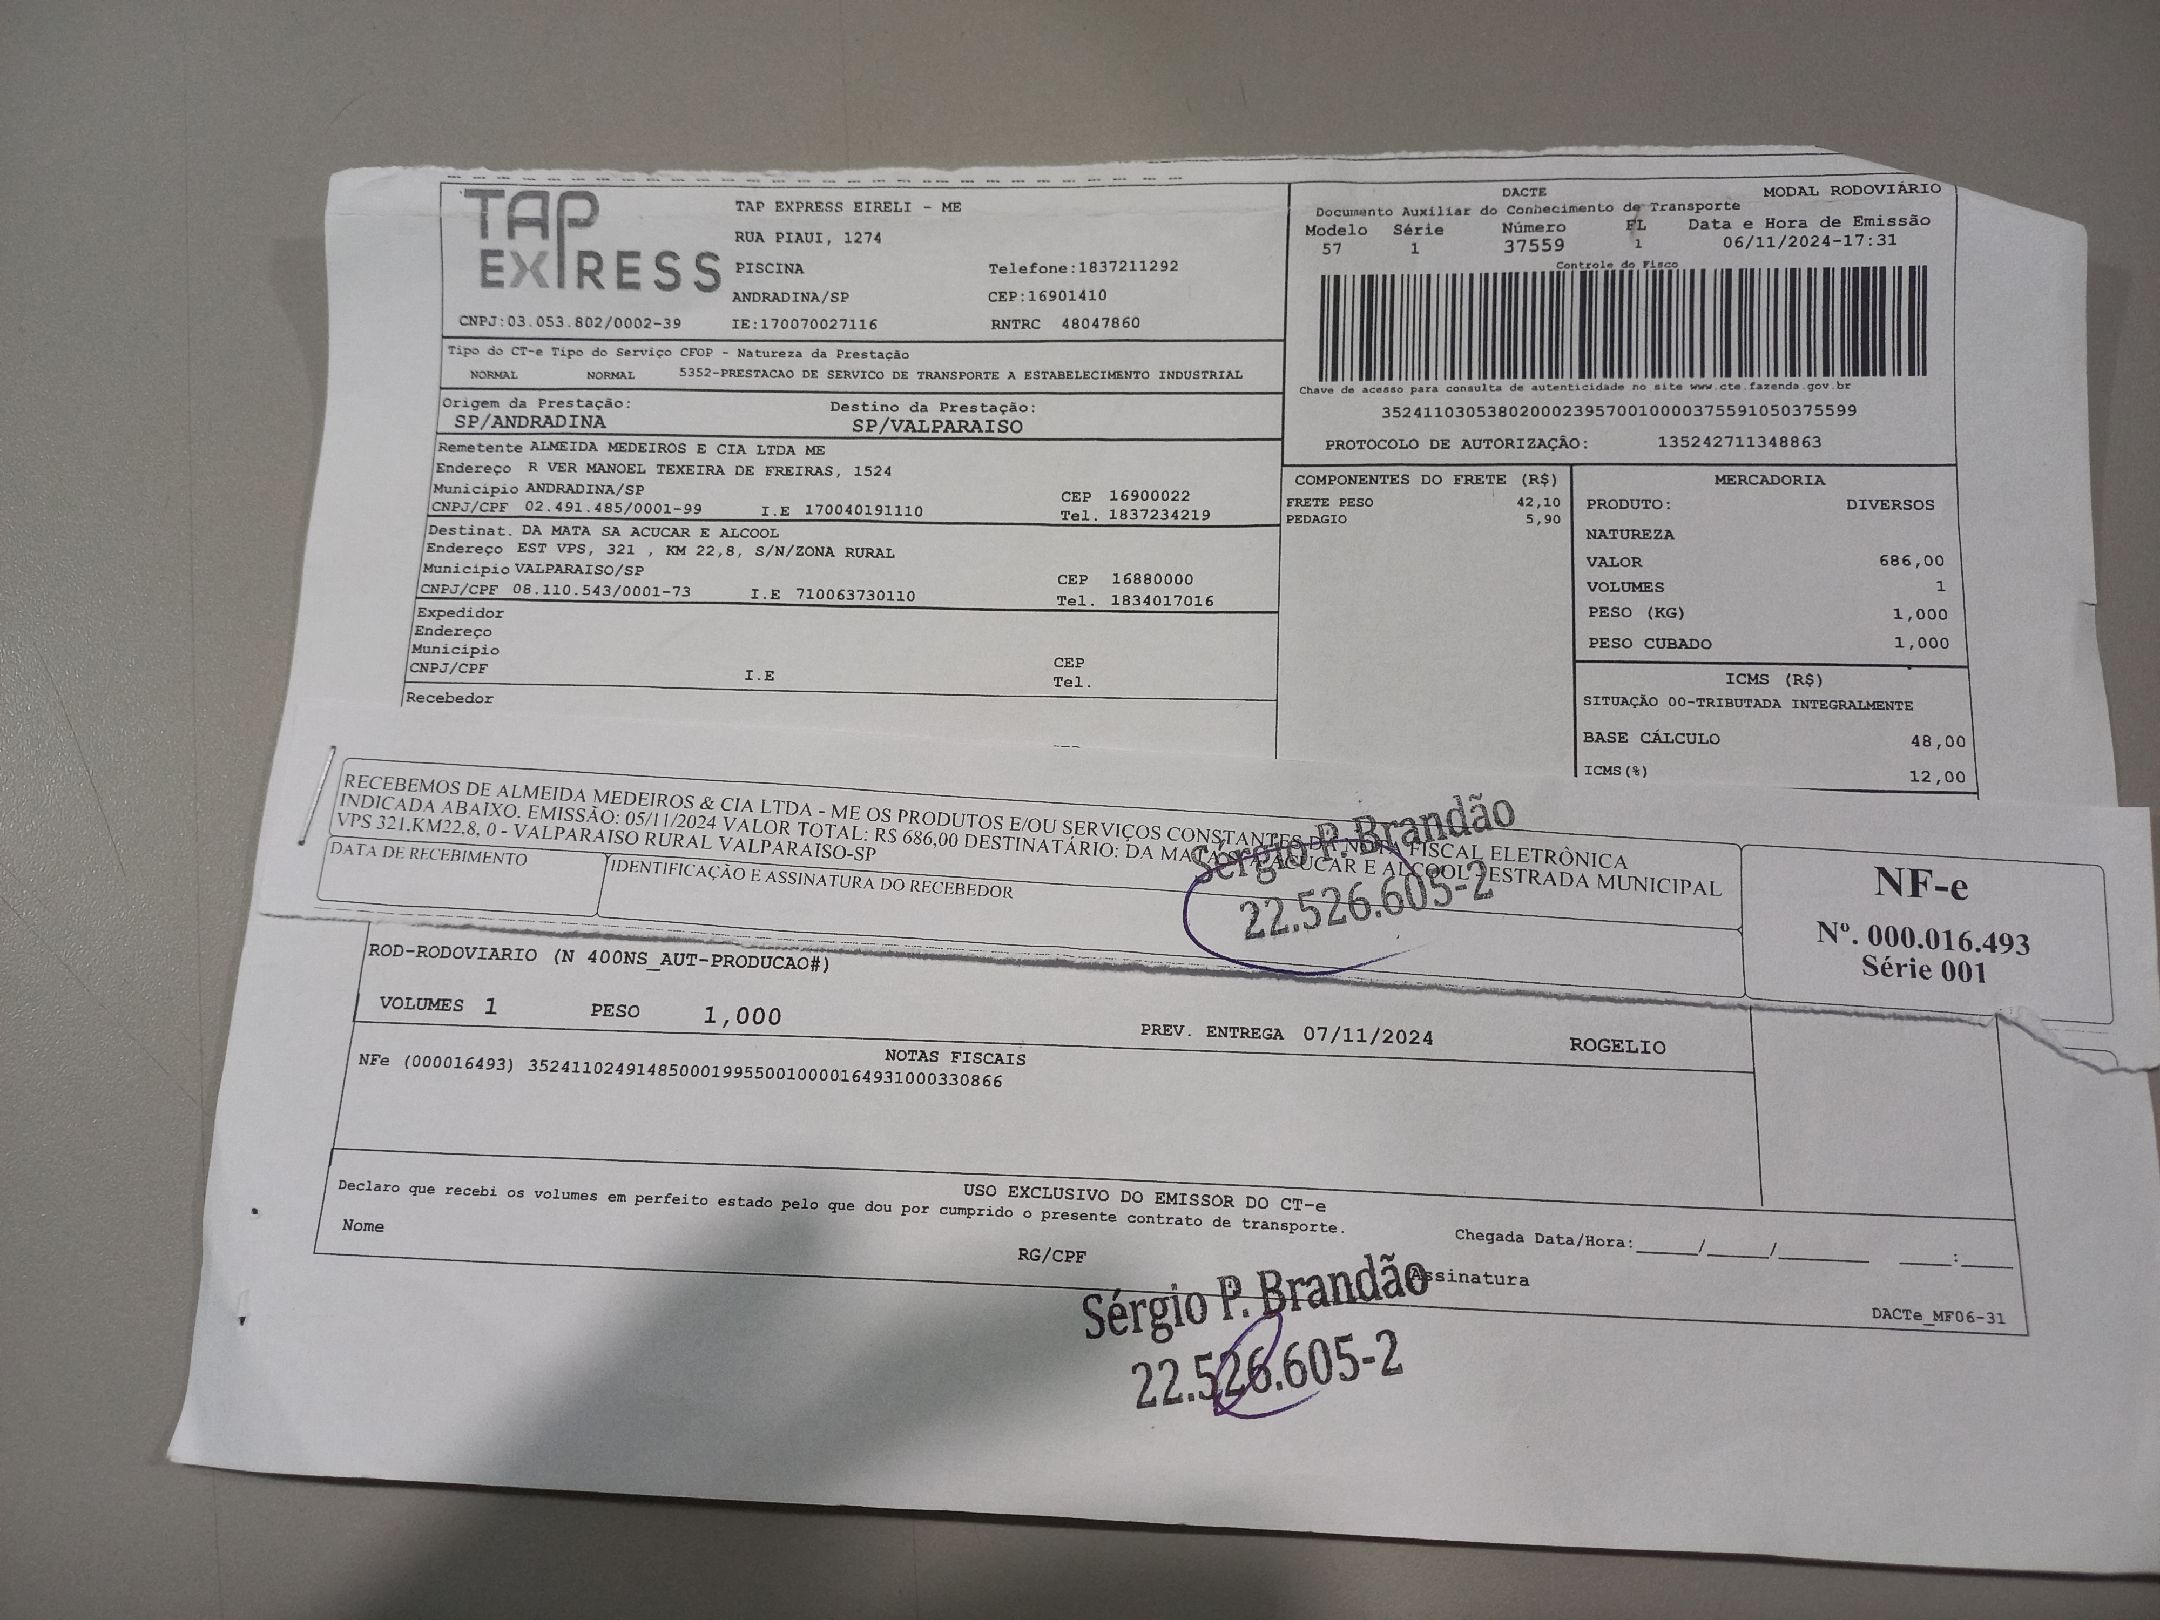 TAP EXPRESS
TAP EXPRESS EIRELI - ME
RUA PIAUI, 1274
PISCINA Telefone:1837211292
ANDRADINA/SP CEP:16901410
CNPJ:03.053.802/0002-39 IE:170070027116 RNTRC 48047860
DACTE MODAL RODOVIÁRIO
Documento Auxiliar do Conhecimento de Transporte
Modelo Série Número FL Data e Hora de Emissão
57 1 37559 1 06/11/2024-17:31
Controle do Fisco
Chave de acesso para consulta de autenticidade no site www.cte.fazenda.gov.br
35241103053802000239570010000375591050375599
PROTOCOLO DE AUTORIZAÇÃO: 135242711348863
Tipo do CT-e Tipo do Serviço CFOP - Natureza da Prestação
NORMAL NORMAL 5352-PRESTACAO DE SERVICO DE TRANSPORTE A ESTABELECIMENTO INDUSTRIAL
Origem da Prestação: Destino da Prestação:
SP/ANDRADINA SP/VALPARAISO
Remetente ALMEIDA MEDEIROS E CIA LTDA ME
Endereço R VER MANOEL TEXEIRA DE FREIRAS, 1524
Município ANDRADINA/SP CEP 16900022
CNPJ/CPF 02.491.485/0001-99 I.E 170040191110 Tel. 1837234219
Destinat. DA MATA SA ACUCAR E ALCOOL
Endereço EST VPS, 321 , KM 22,8, S/N/ZONA RURAL
Município VALPARAISO/SP CEP 16880000
CNPJ/CPF 08.110.543/0001-73 I.E 710063730110 Tel. 1834017016
Expedidor
Endereço
Município CEP
CNPJ/CPF I.E Tel.
Recebedor
COMPONENTES DO FRETE (R$)
FRETE PESO 42,10
PEDAGIO 5,90
MERCADORIA
PRODUTO: DIVERSOS
NATUREZA
VALOR 686,00
VOLUMES 1
PESO (KG) 1,000
PESO CUBADO 1,000
ICMS (R$)
SITUAÇÃO 00-TRIBUTADA INTEGRALMENTE
BASE CÁLCULO 48,00
ICMS(%) 12,00
RECEBEMOS DE ALMEIDA MEDEIROS & CIA LTDA - ME OS PRODUTOS E/OU SERVIÇOS CONSTANTES DA NOTA FISCAL ELETRÔNICA
INDICADA ABAIXO. EMISSÃO: 05/11/2024 VALOR TOTAL: R$ 686,00 DESTINATÁRIO: DA MATA SA ACUCAR E ALCOOL ESTRADA MUNICIPAL
VPS 321,KM22,8, 0 - VALPARAISO RURAL VALPARAISO-SP
DATA DE RECEBIMENTO IDENTIFICAÇÃO E ASSINATURA DO RECEBEDOR
Sérgio P. Brandão
22.526.605-2
NF-e
Nº. 000.016.493
Série 001
ROD-RODOVIARIO (N 400NS_AUT-PRODUCAO#)
VOLUMES 1 PESO 1,000 PREV. ENTREGA 07/11/2024 ROGELIO
NOTAS FISCAIS
NFe (000016493) 35241102491485000199550010000164931000330866
USO EXCLUSIVO DO EMISSOR DO CT-e
Declaro que recebi os volumes em perfeito estado pelo que dou por cumprido o presente contrato de transporte.
Chegada Data/Hora:_____/_____/_______ ____:____
Nome RG/CPF Assinatura
DACTe_MF06-31
Sérgio P. Brandão
22.526.605-2